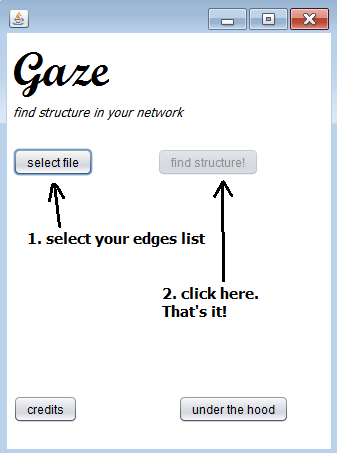 Gaze
find structure in your network
select file
find structure!
1. select your edges list
2. click here.
That's it!
credits
under the hood